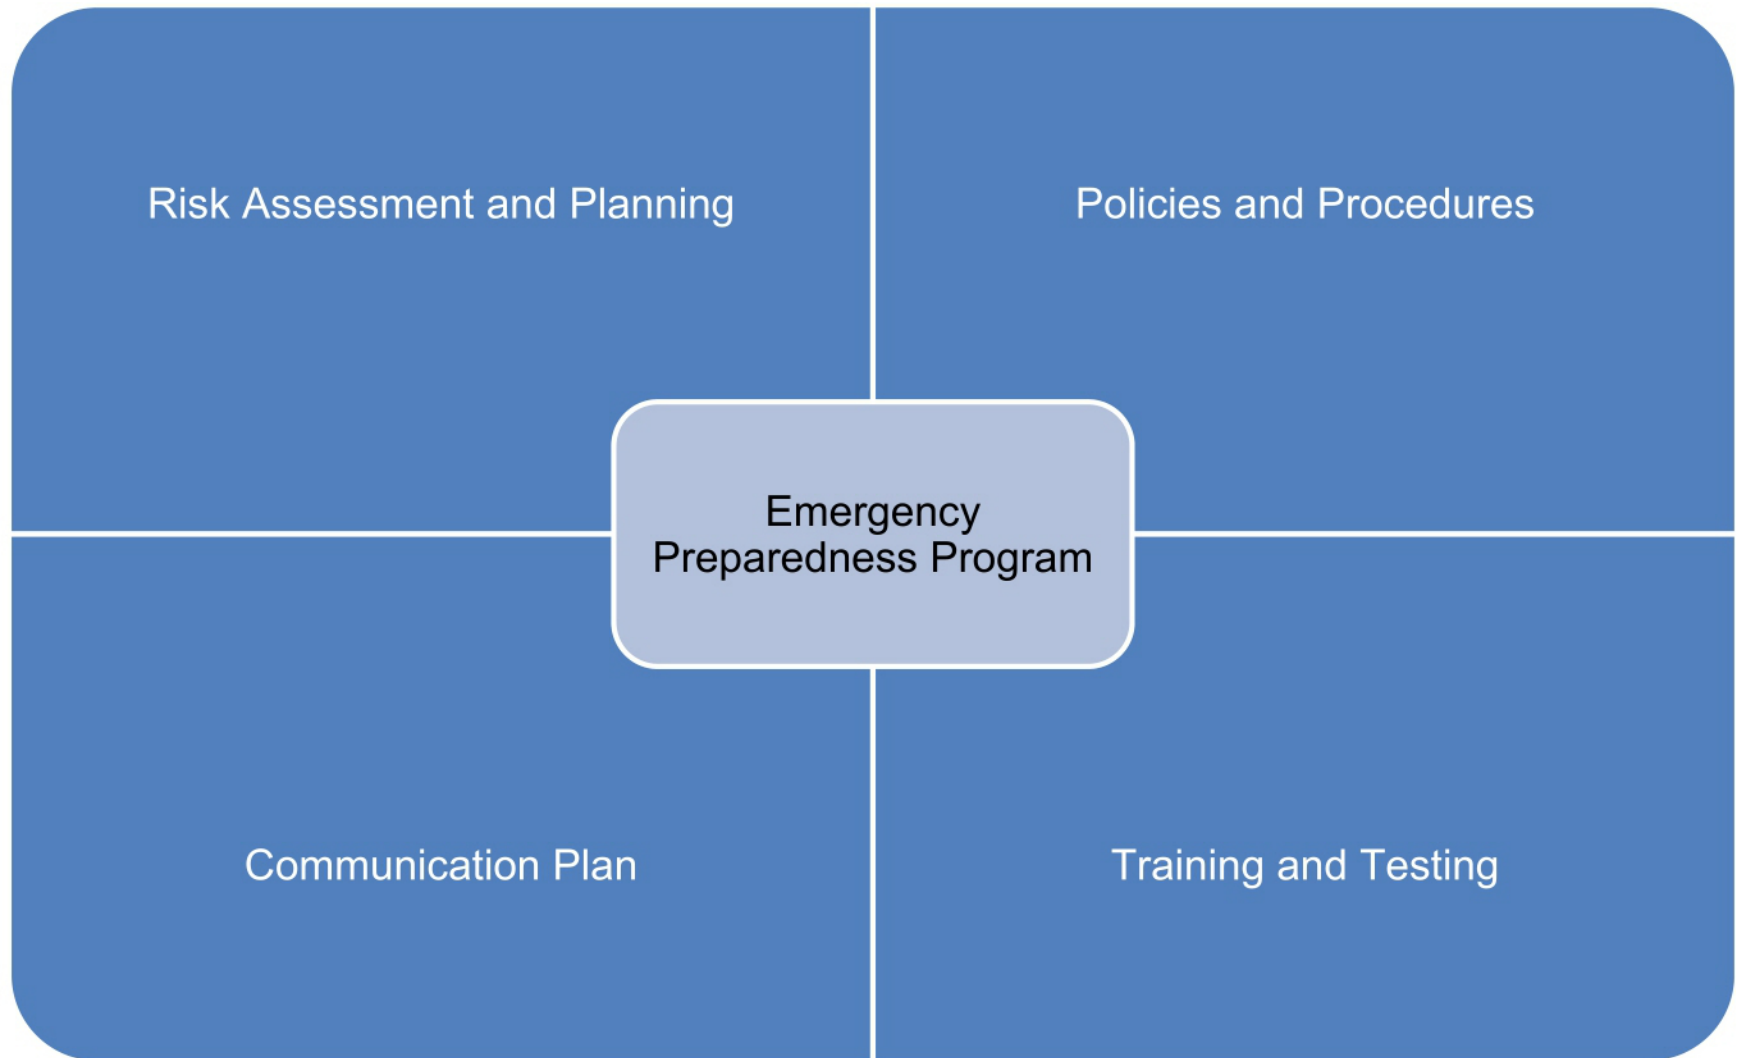 Risk Assessment and Planning
Policies and Procedures
Emergency
Preparedness Program
Communication Plan
Training and Testing